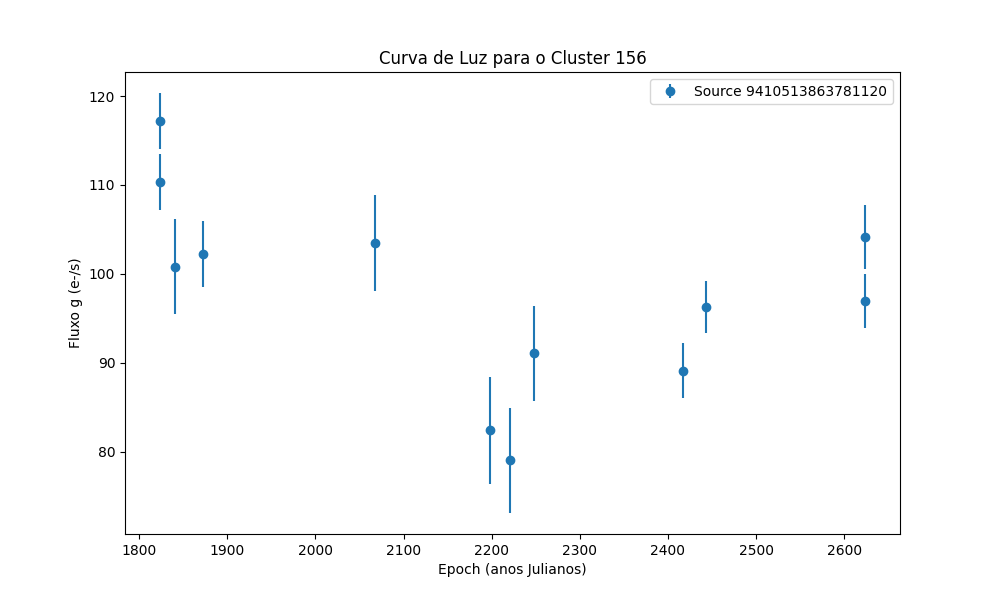 Curva de Luz para o Cluster 156
Source 9410513863781120
Fluxo g (e-/s)
120
110
100
90
80
1800 1900 2000 2100 2200 2300 2400 2500 2600
Epoch (anos Julianos)